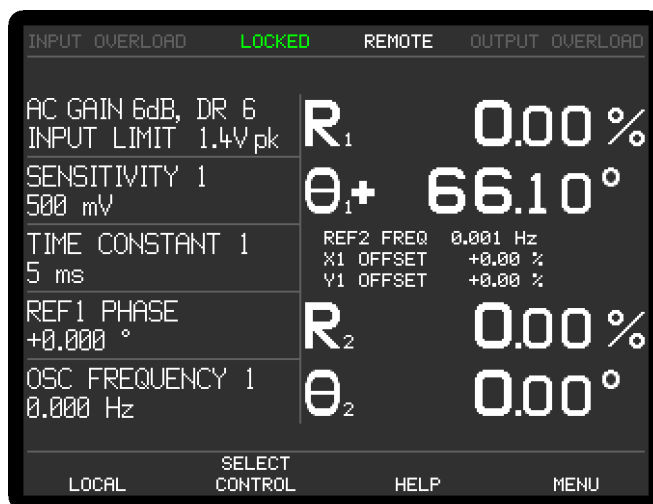 INPUT OVERLOAD LOCKED REMOTE OUTPUT OVERLOAD
AC GAIN 6dB, DR 6
INPUT LIMIT 1.4V pk
SENSITIVITY 1
500 mV
TIME CONSTANT 1
5 ms
REF1 PHASE
+0.000 °
OSC FREQUENCY 1
0.000 Hz
R1 0.00 %
θ1+ 66.10°
REF2 FREQ 0.001 Hz
X1 OFFSET +0.00 %
Y1 OFFSET +0.00 %
R2 0.00 %
θ2 0.00°
LOCAL SELECT CONTROL HELP MENU